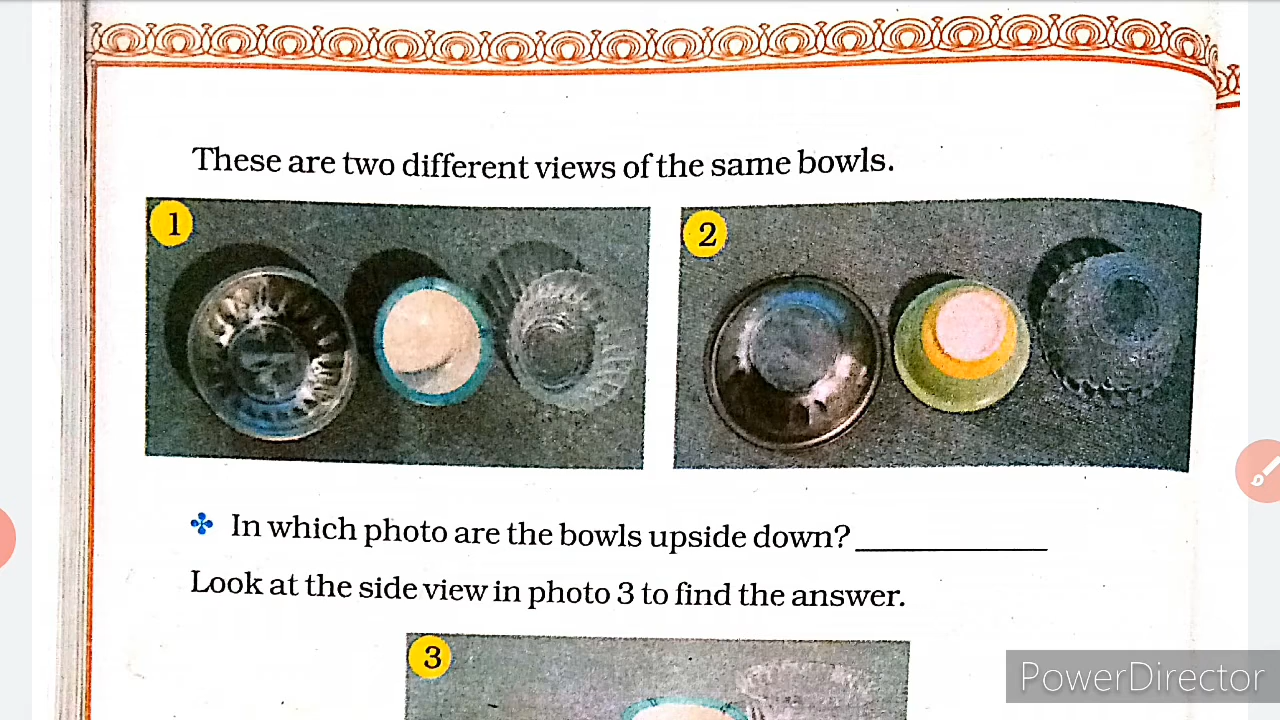 These are two different views of the same bowls.
1
2
In which photo are the bowls upside down? __________
Look at the side view in photo 3 to find the answer.
3
PowerDirector